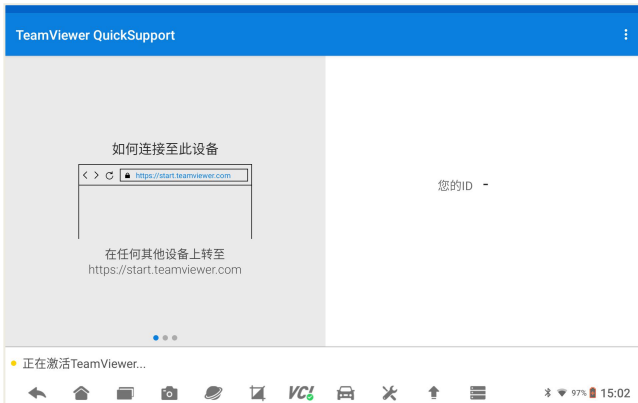 TeamViewer QuickSupport
如何连接至此设备
https://start.teamviewer.com
在任何其他设备上转至
https://start.teamviewer.com
您的ID -
正在激活TeamViewer...
VC!
97% 15:02